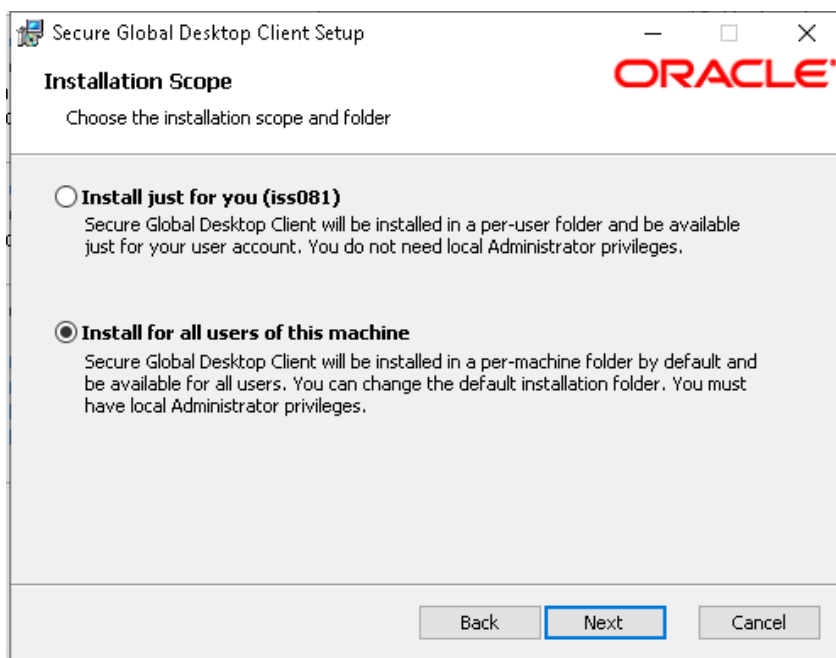 Secure Global Desktop Client Setup
Installation Scope
ORACLE
Choose the installation scope and folder
Install just for you (iss081)
Secure Global Desktop Client will be installed in a per-user folder and be available
just for your user account. You do not need local Administrator privileges.
Install for all users of this machine
Secure Global Desktop Client will be installed in a per-machine folder by default and
be available for all users. You can change the default installation folder. You must
have local Administrator privileges.
Back Next Cancel